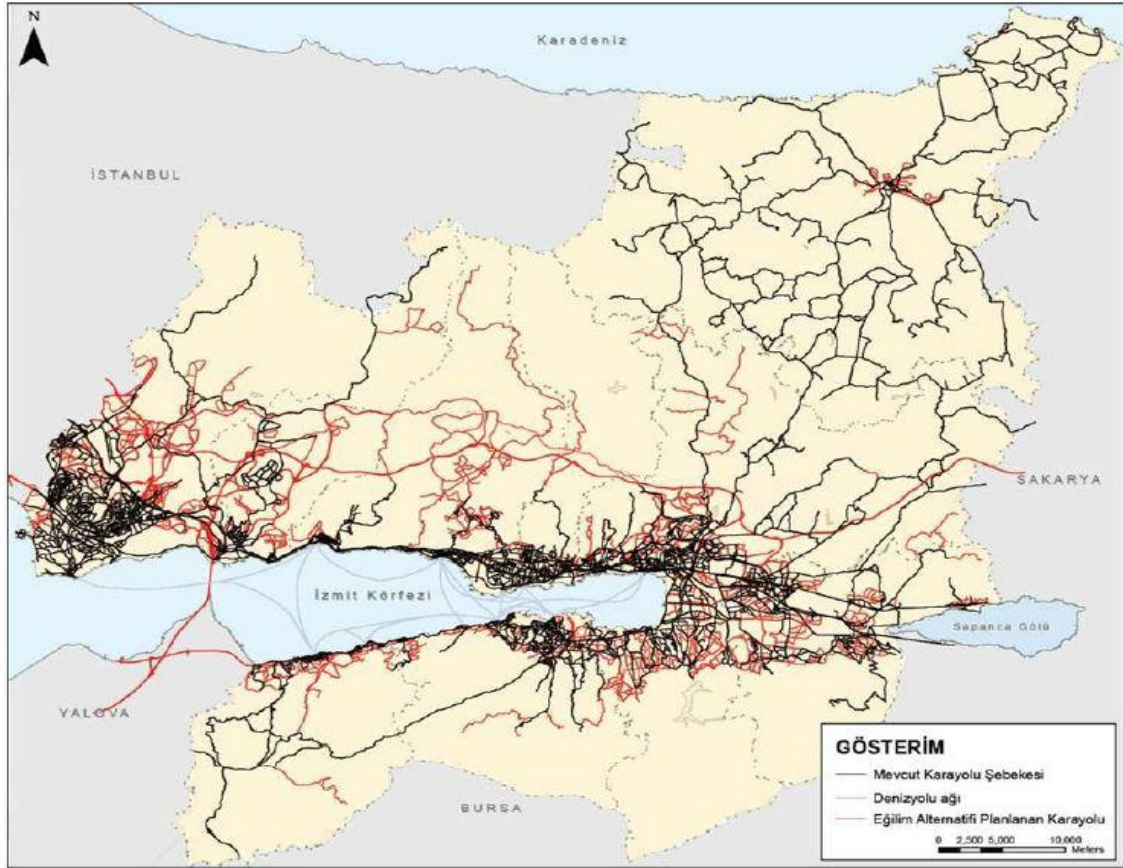 N
Karadeniz
İSTANBUL
SAKARYA
İzmit Körfezi
Sapanca Gölü
YALOVA
BURSA
GÖSTERİM
Mevcut Karayolu Şebekesi
Denizyolu ağı
Eğilim Alternatifi Planlanan Karayolu
0 2,500 5,000 10,000
Meters